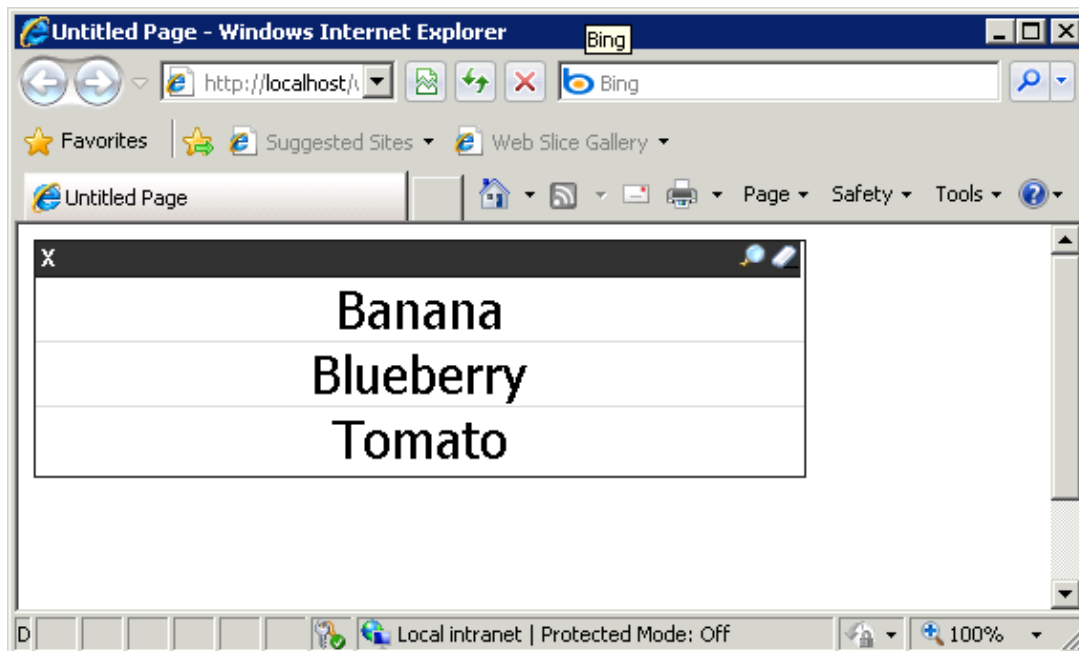 Untitled Page - Windows Internet Explorer
Bing
http://localhost/
Bing
Favorites Suggested Sites Web Slice Gallery
Untitled Page Page Safety Tools
X
Banana
Blueberry
Tomato
D Local intranet | Protected Mode: Off 100%